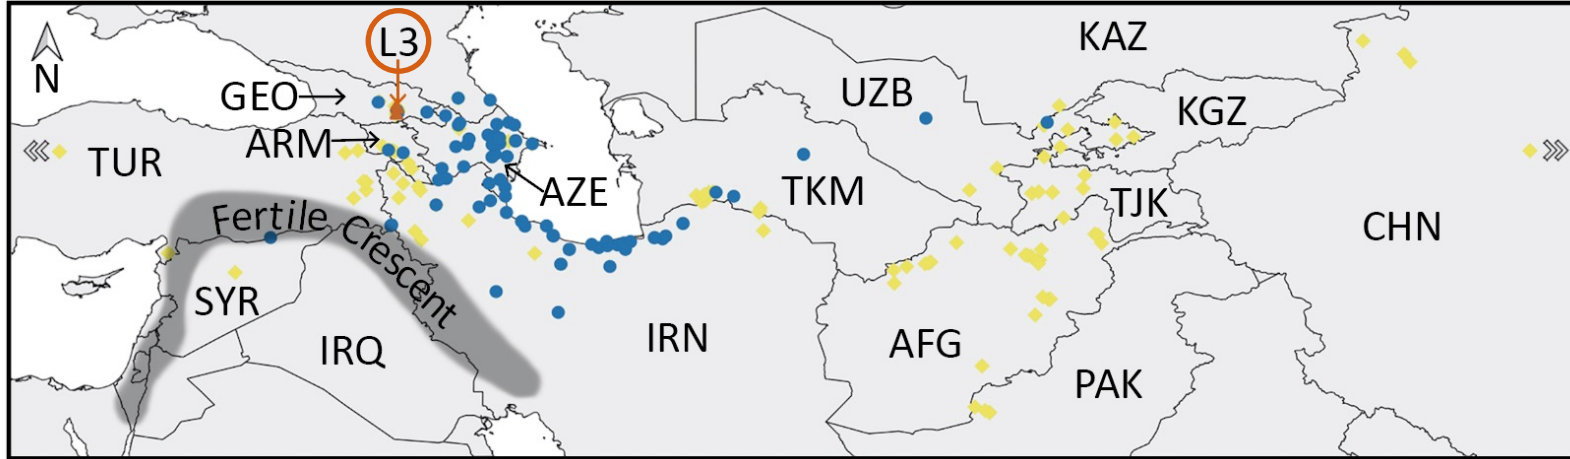 L3
KAZ
N
GEO
UZB
KGZ
ARM
TUR
AZE
TKM
TJK
Fertile Crescent
CHN
SYR
IRQ
IRN
AFG
PAK